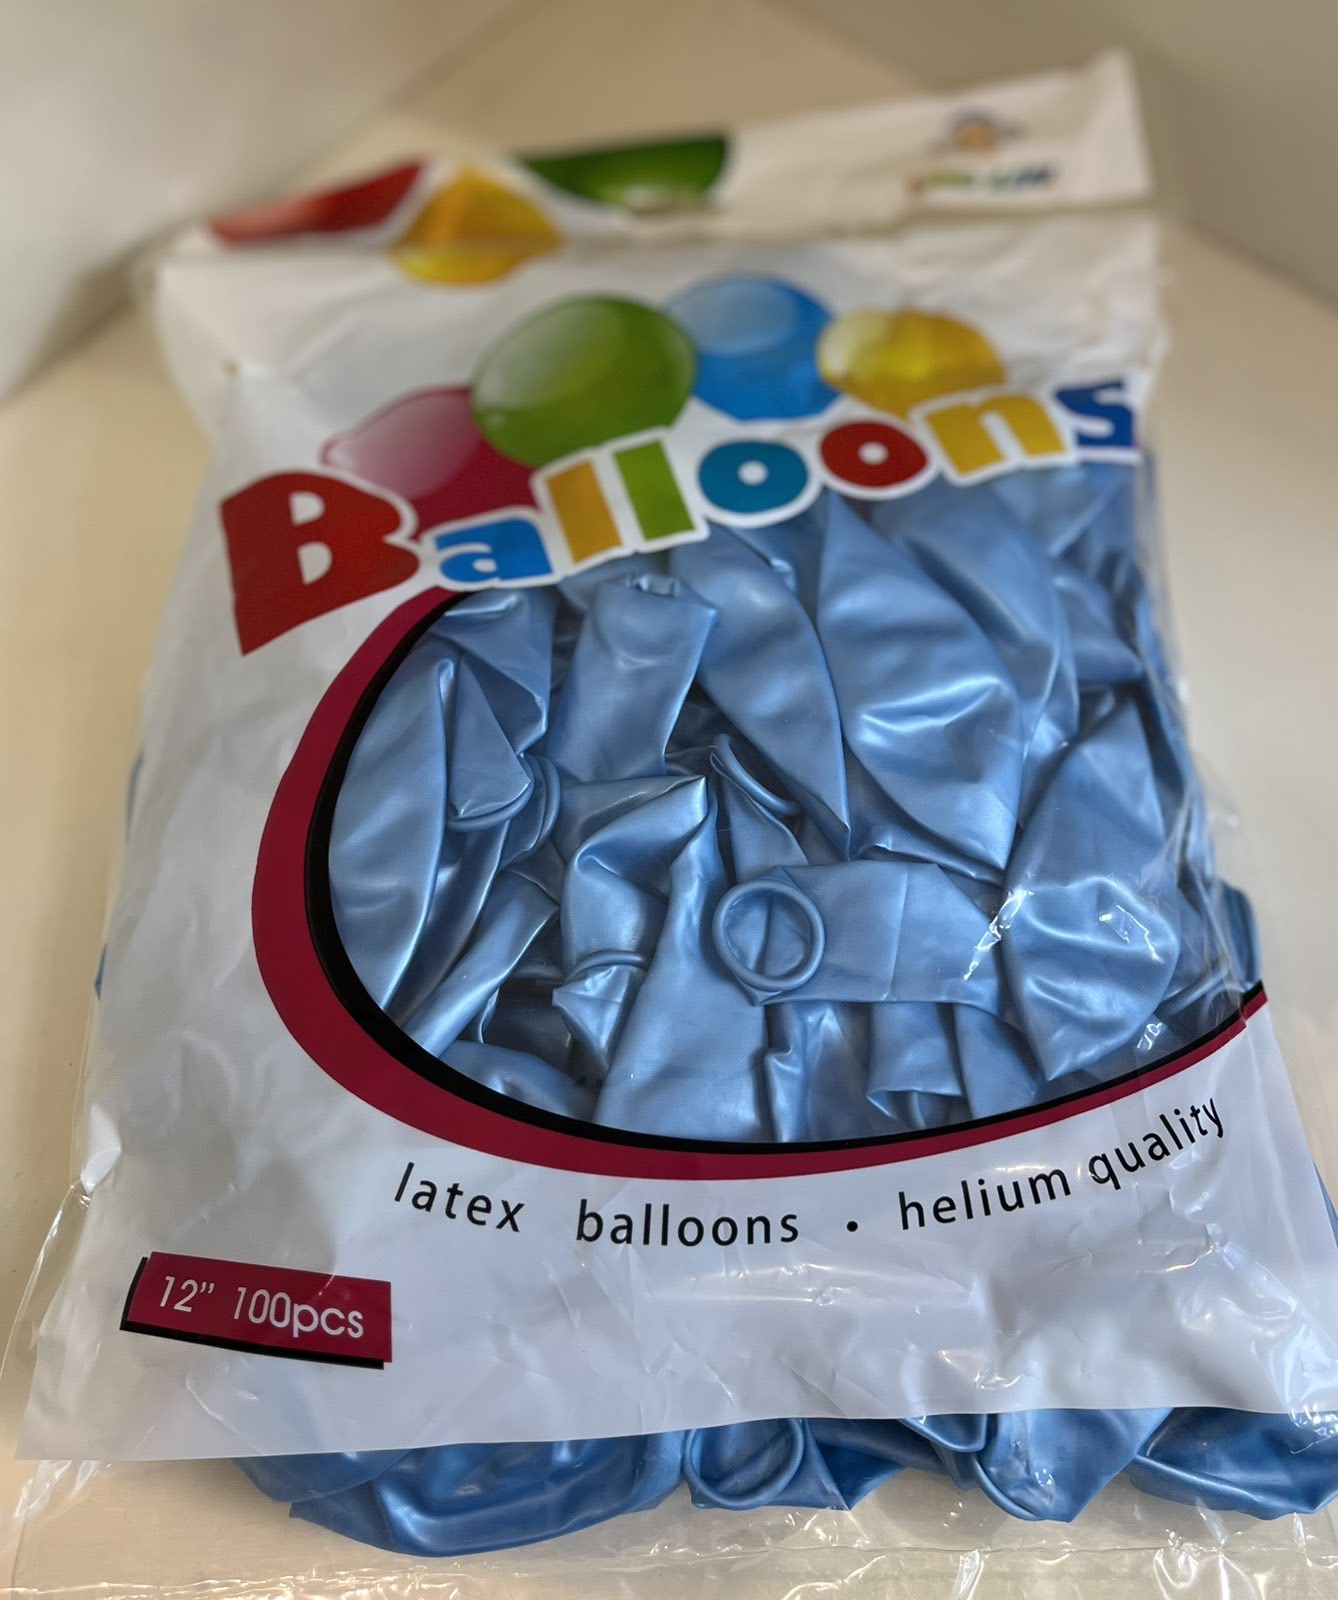 Balloons
latex balloons • helium quality
12” 100pcs